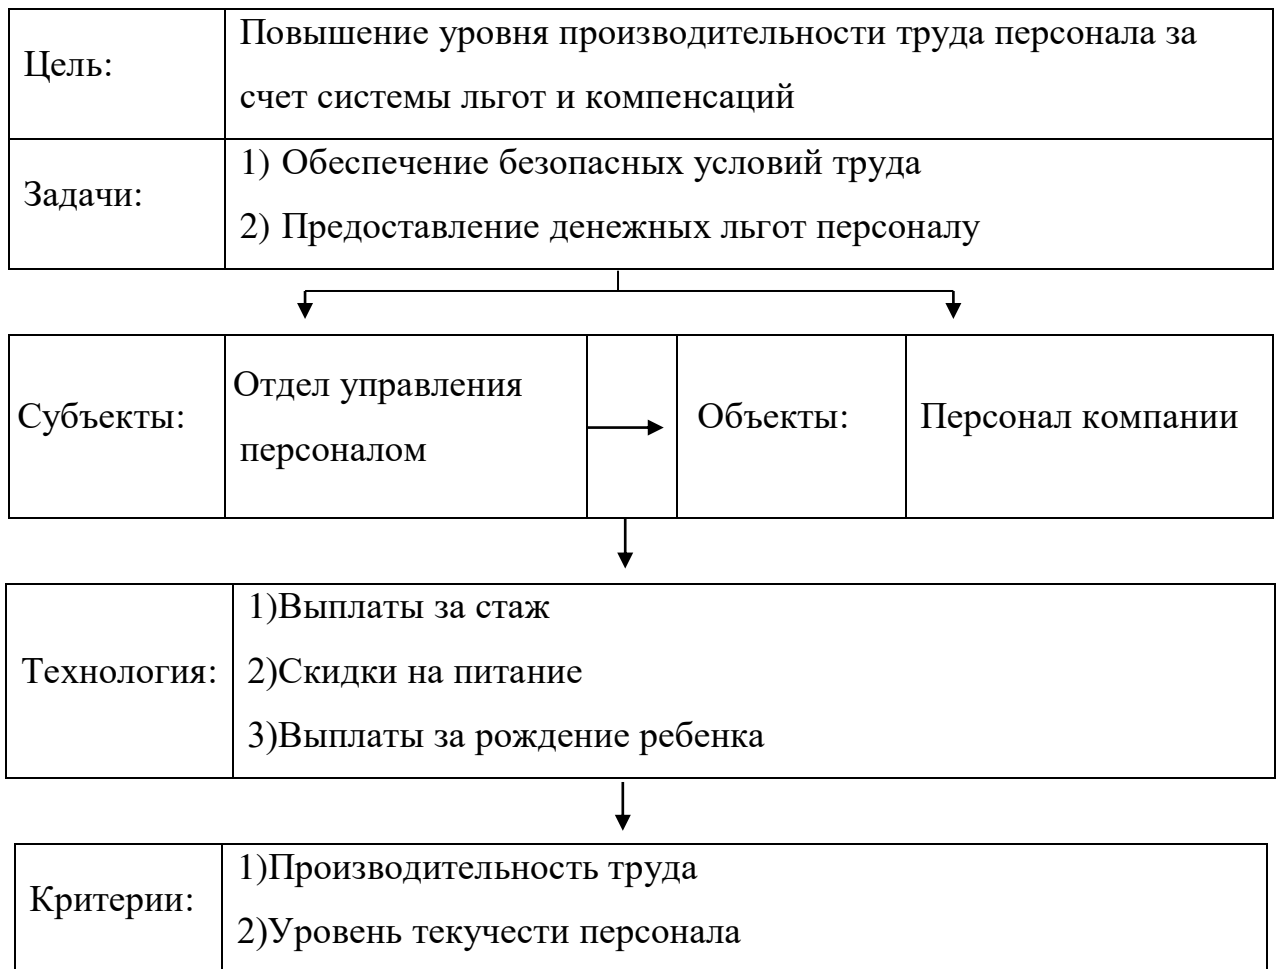 Цель:
Повышение уровня производительности труда персонала за
счет системы льгот и компенсаций
Задачи:
1) Обеспечение безопасных условий труда
2) Предоставление денежных льгот персоналу
Субъекты:
Отдел управления
персоналом
Объекты:
Персонал компании
Технология:
1)Выплаты за стаж
2)Скидки на питание
3)Выплаты за рождение ребенка
Критерии:
1)Производительность труда
2)Уровень текучести персонала